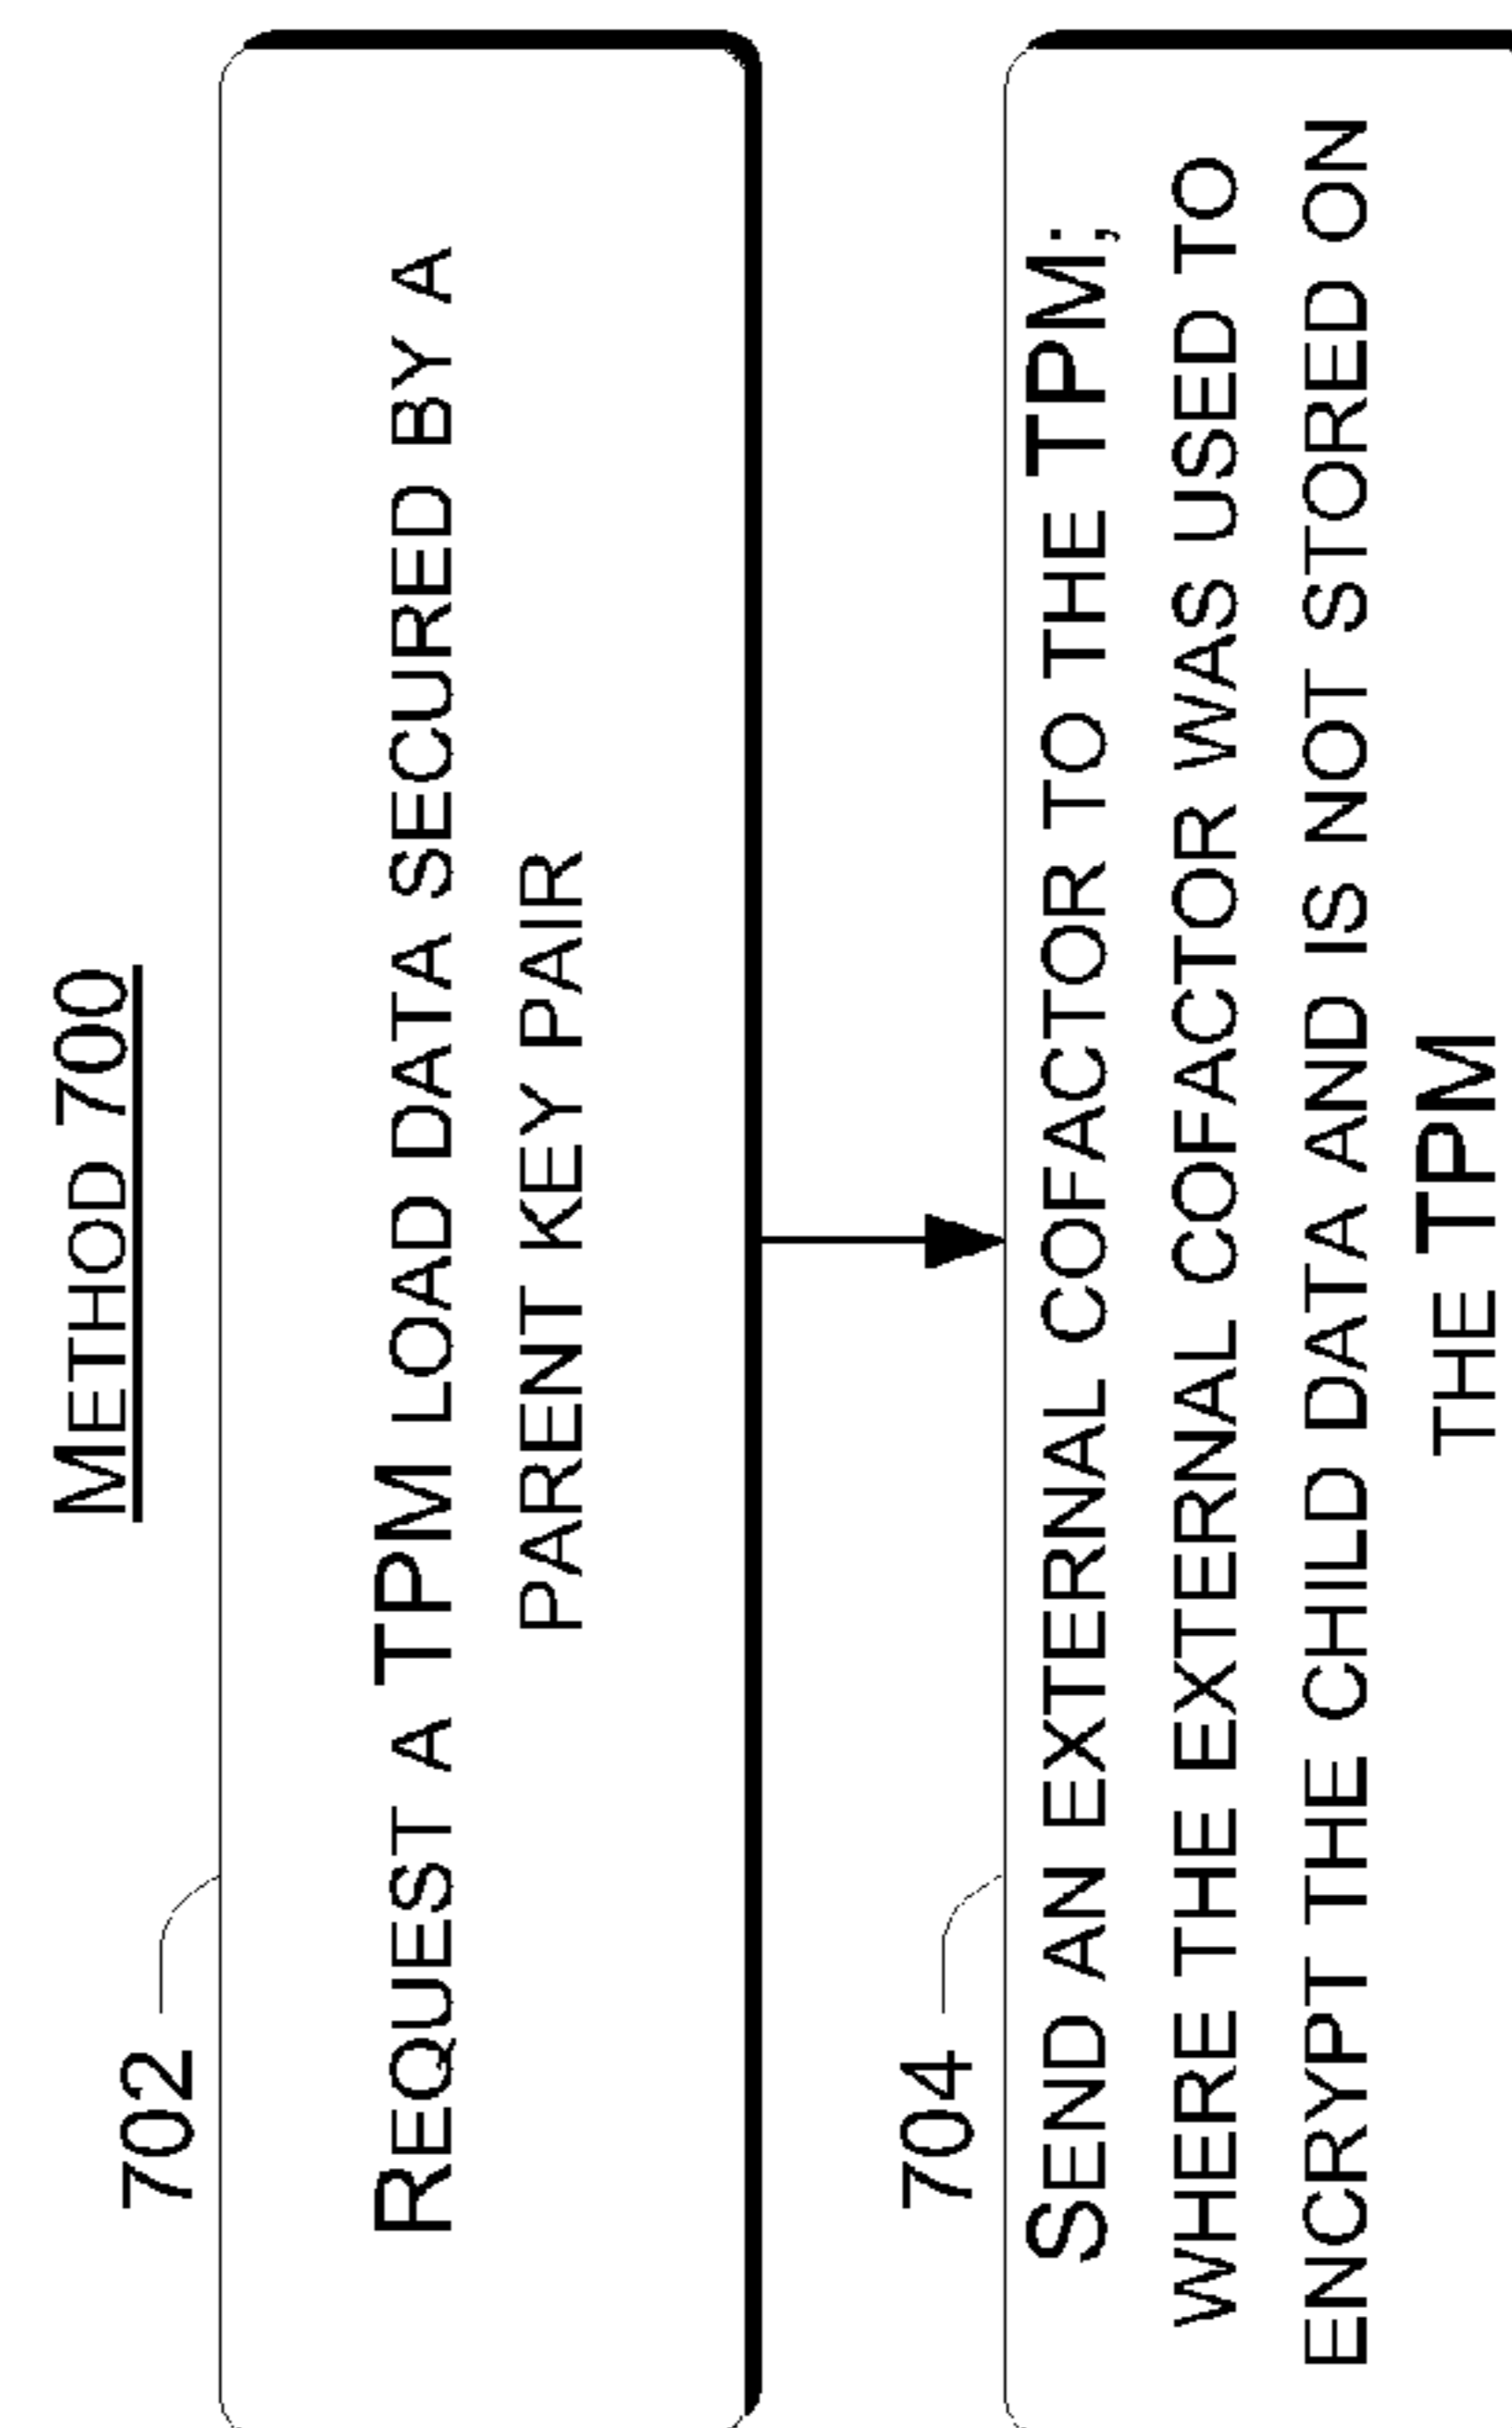 METHOD 700
702
REQUEST A TPM LOAD DATA SECURED BY A
PARENT KEY PAIR
704
SEND AN EXTERNAL COFACTOR TO THE TPM;
WHERE THE EXTERNAL COFACTOR WAS USED TO
ENCRYPT THE CHILD DATA AND IS NOT STORED ON
THE TPM